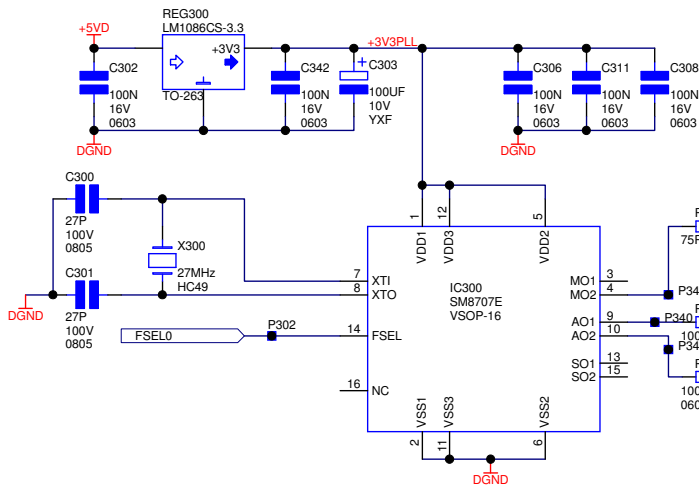 REG300
LM1086CS-3.3
+5VD
+3V3
+3V3PLL
TO-263
C302
100N
16V
0603
C342
100N
16V
0603
C303
100UF
10V
YXF
C306
100N
16V
0603
C311
100N
16V
0603
C308
100N
16V
0603
DGND
DGND
C300
27P
100V
0805
X300
27MHz
HC49
C301
27P
100V
0805
DGND
FSEL0
P302
1
12
5
VDD1
VDD3
VDD2
IC300
SM8707E
VSOP-16
7
XTI
8
XTO
14
FSEL
16
NC
3
MO1
4
MO2
9
AO1
10
AO2
13
SO1
15
SO2
VSS1
VSS3
VSS2
2
11
6
DGND
P34
P340
P34
75R
100
100
060